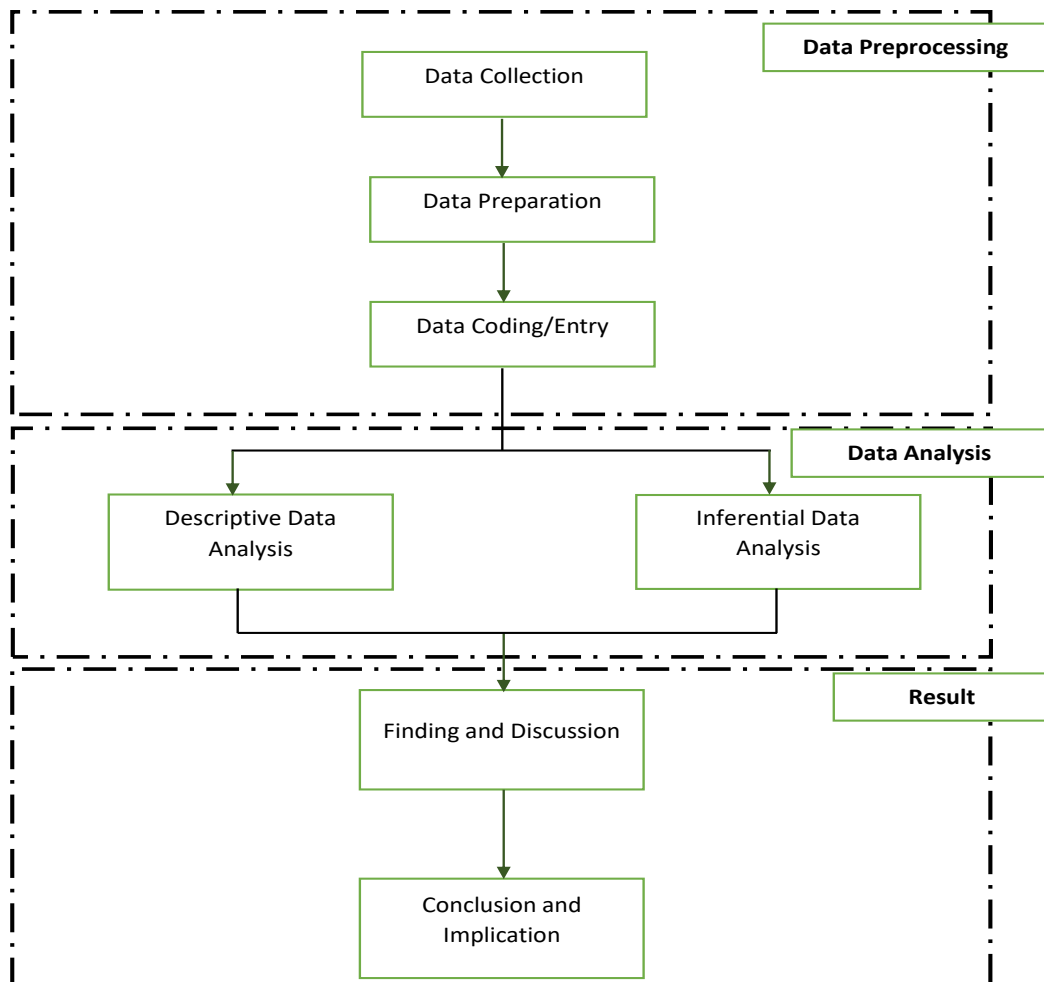 Data Preprocessing
Data Collection
Data Preparation
Data Coding/Entry
Data Analysis
Descriptive Data
Analysis
Inferential Data
Analysis
Result
Finding and Discussion
Conclusion and
Implication